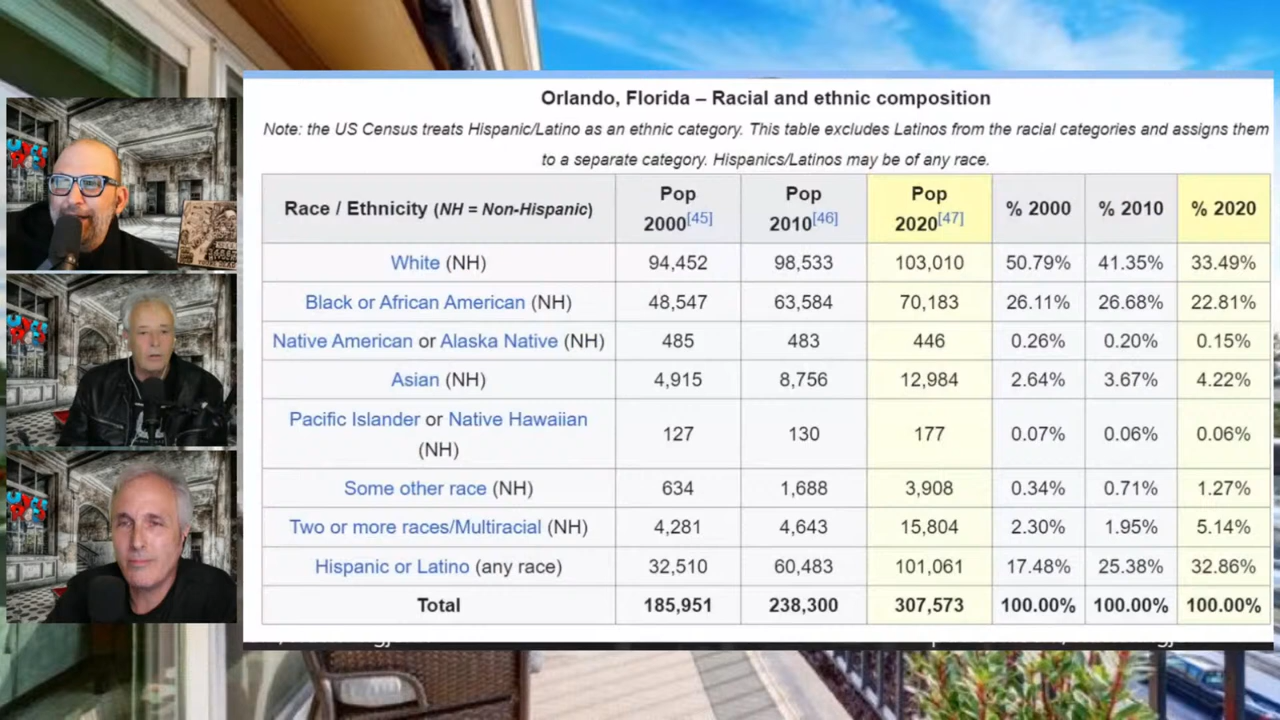 Orlando, Florida – Racial and ethnic composition
Note: the US Census treats Hispanic/Latino as an ethnic category. This table excludes Latinos from the racial categories and assigns them
to a separate category. Hispanics/Latinos may be of any race.
Race / Ethnicity (NH = Non-Hispanic) Pop 2000[45] Pop 2010[46] Pop 2020[47] % 2000 % 2010 % 2020
White (NH) 94,452 98,533 103,010 50.79% 41.35% 33.49%
Black or African American (NH) 48,547 63,584 70,183 26.11% 26.68% 22.81%
Native American or Alaska Native (NH) 485 483 446 0.26% 0.20% 0.15%
Asian (NH) 4,915 8,756 12,984 2.64% 3.67% 4.22%
Pacific Islander or Native Hawaiian (NH) 127 130 177 0.07% 0.06% 0.06%
Some other race (NH) 634 1,688 3,908 0.34% 0.71% 1.27%
Two or more races/Multiracial (NH) 4,281 4,643 15,804 2.30% 1.95% 5.14%
Hispanic or Latino (any race) 32,510 60,483 101,061 17.48% 25.38% 32.86%
Total 185,951 238,300 307,573 100.00% 100.00% 100.00%